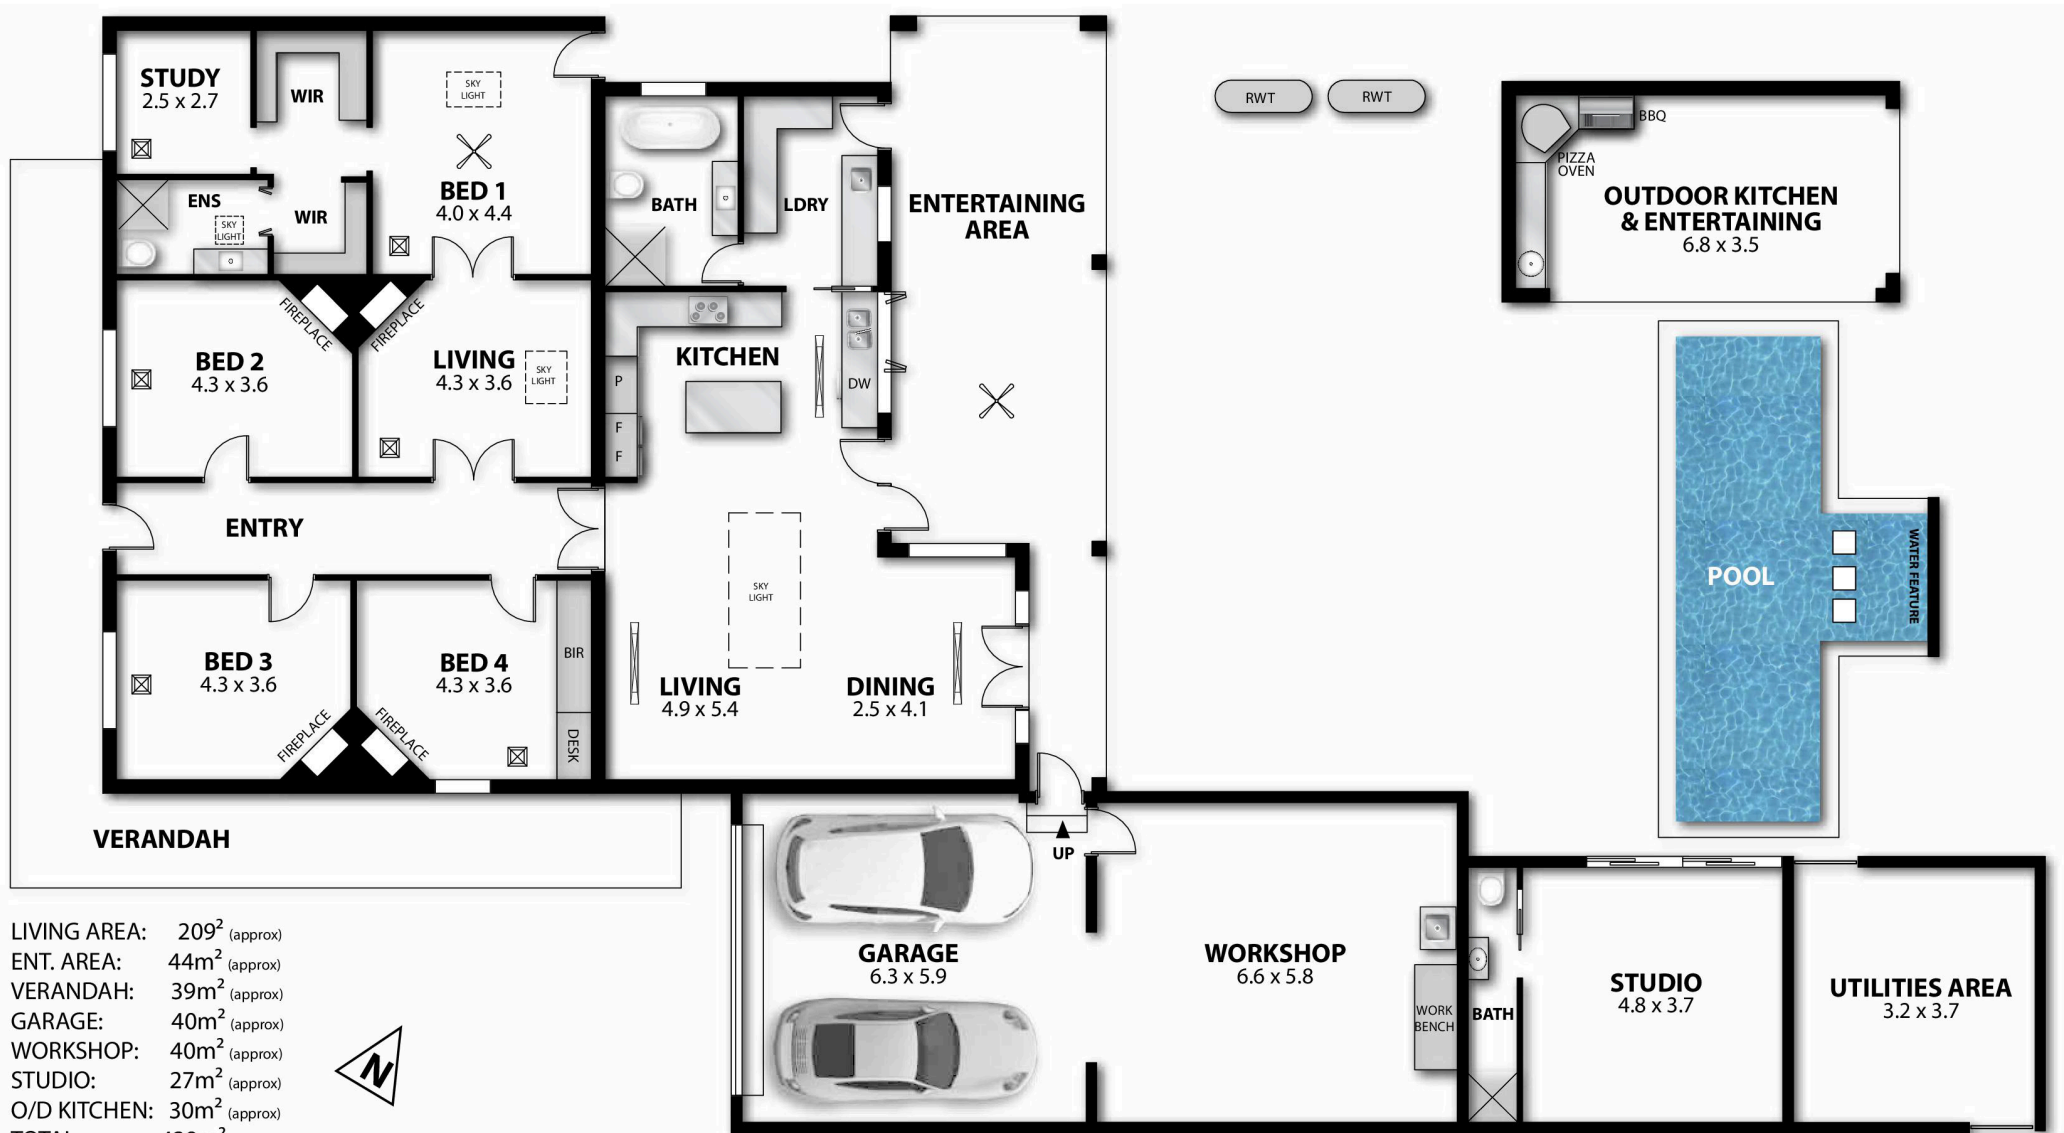 STUDY
2.5 x 2.7
WIR
SKY
LIGHT
BED 1
4.0 x 4.4
ENS
SKY
LIGHT
WIR
BATH
LDRY
ENTERTAINING
AREA
RWT
RWT
BBQ
PIZZA
OVEN
OUTDOOR KITCHEN
& ENTERTAINING
6.8 x 3.5
FIREPLACE
FIREPLACE
BED 2
4.3 x 3.6
LIVING
4.3 x 3.6
SKY
LIGHT
KITCHEN
P
F
F
DW
ENTRY
SKY
LIGHT
POOL
WATER FEATURE
BED 3
4.3 x 3.6
BED 4
4.3 x 3.6
BIR
DESK
FIREPLACE
FIREPLACE
LIVING
4.9 x 5.4
DINING
2.5 x 4.1
VERANDAH
UP
GARAGE
6.3 x 5.9
WORKSHOP
6.6 x 5.8
WORK
BENCH
BATH
STUDIO
4.8 x 3.7
UTILITIES AREA
3.2 x 3.7
LIVING AREA: 209² (approx)
ENT. AREA: 44m² (approx)
VERANDAH: 39m² (approx)
GARAGE: 40m² (approx)
WORKSHOP: 40m² (approx)
STUDIO: 27m² (approx)
O/D KITCHEN: 30m² (approx)
N